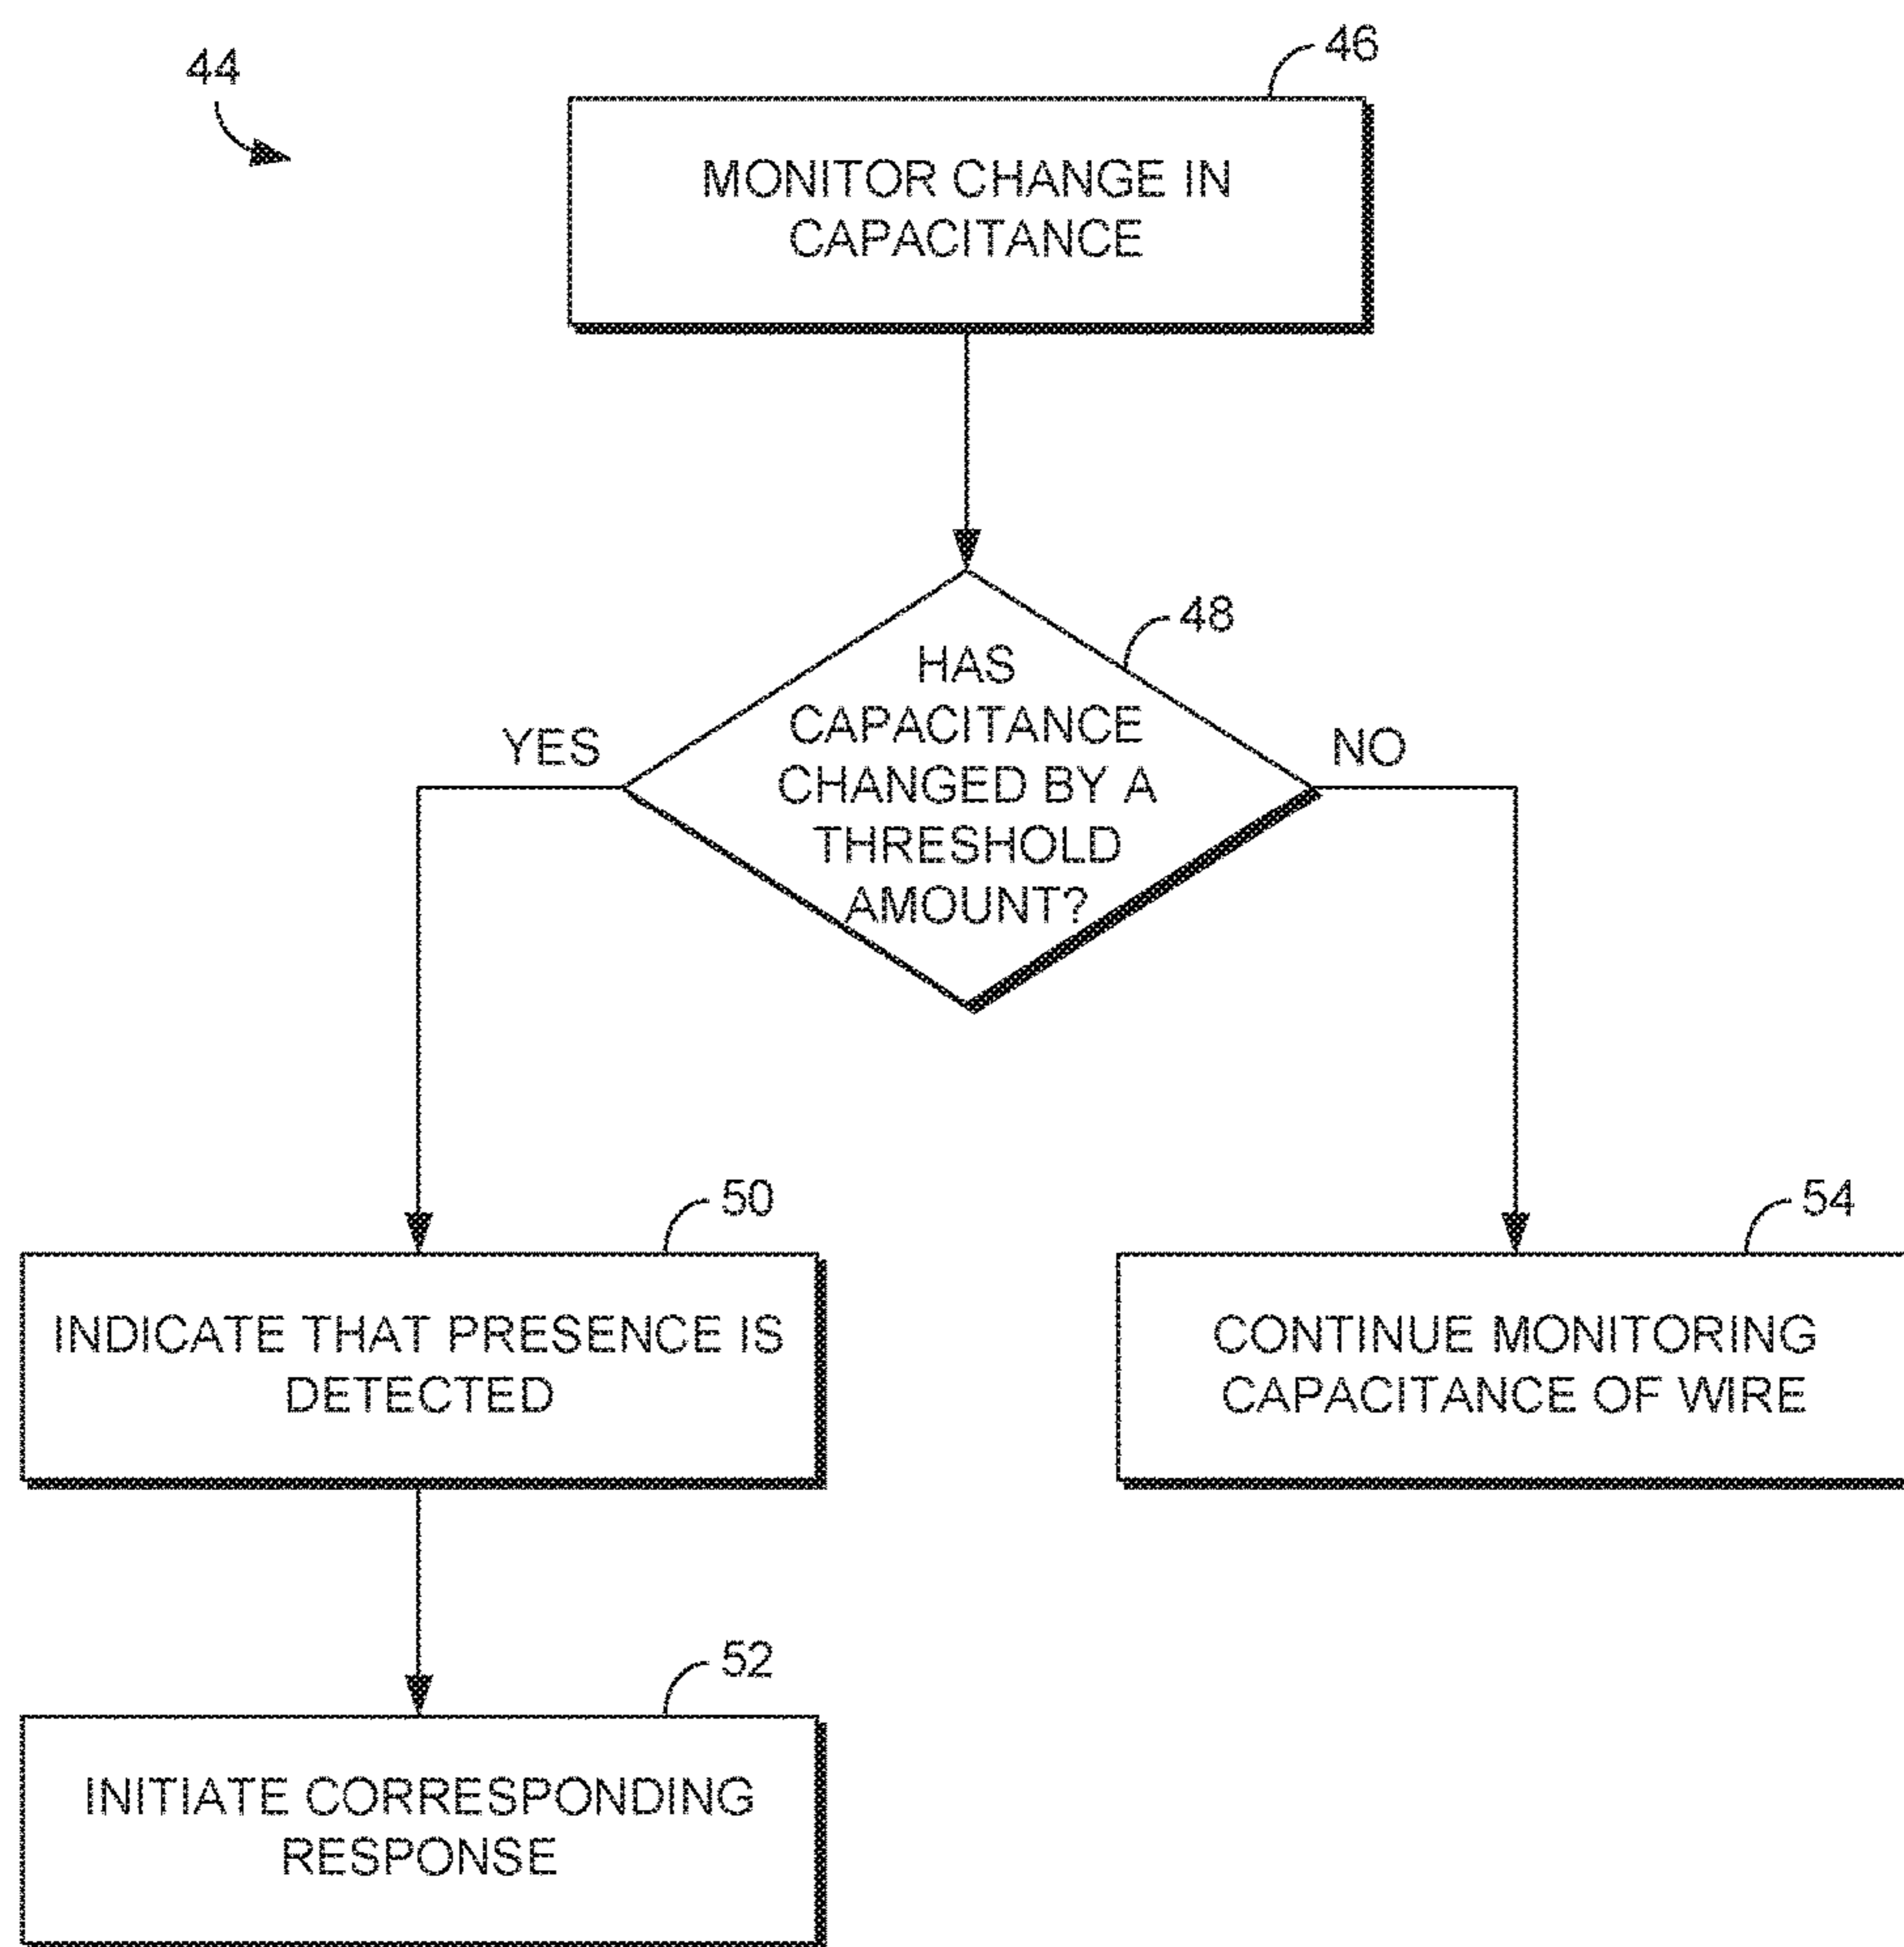 44
46
MONITOR CHANGE IN
CAPACITANCE
48
HAS
CAPACITANCE
CHANGED BY A
THRESHOLD
AMOUNT?
YES
NO
50
INDICATE THAT PRESENCE IS
DETECTED
54
CONTINUE MONITORING
CAPACITANCE OF WIRE
52
INITIATE CORRESPONDING
RESPONSE